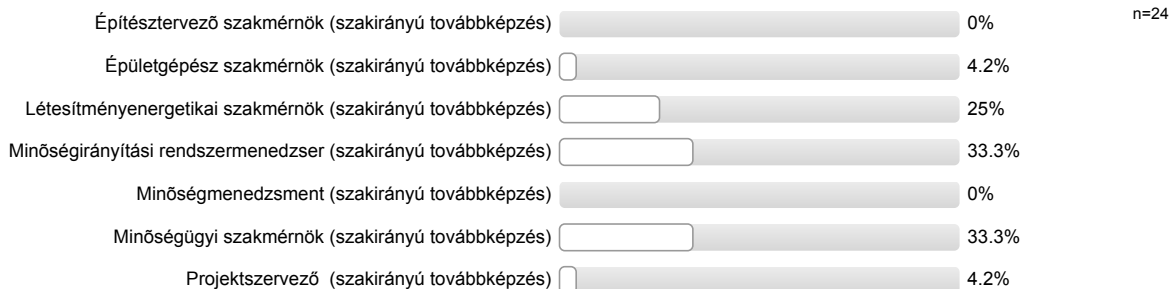 Építésztervezõ szakmérnök (szakirányú továbbképzés) 0% n=24
Épületgépész szakmérnök (szakirányú továbbképzés) 4.2%
Létesítményenergetikai szakmérnök (szakirányú továbbképzés) 25%
Minõségirányítási rendszermenedzser (szakirányú továbbképzés) 33.3%
Minõségmenedzsment (szakirányú továbbképzés) 0%
Minõségügyi szakmérnök (szakirányú továbbképzés) 33.3%
Projektszervező (szakirányú továbbképzés) 4.2%